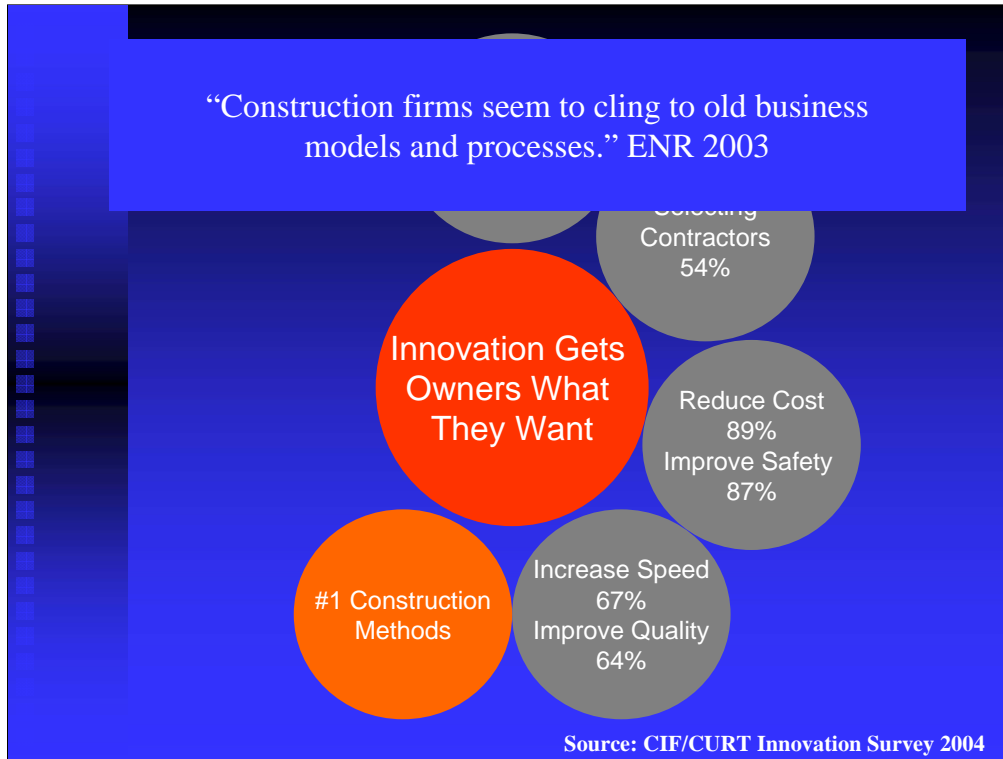 “Construction firms seem to cling to old business
models and processes.” ENR 2003
Selecting
Contractors
54%
Innovation Gets
Owners What
They Want
Reduce Cost
89%
Improve Safety
87%
#1 Construction
Methods
Increase Speed
67%
Improve Quality
64%
Source: CIF/CURT Innovation Survey 2004